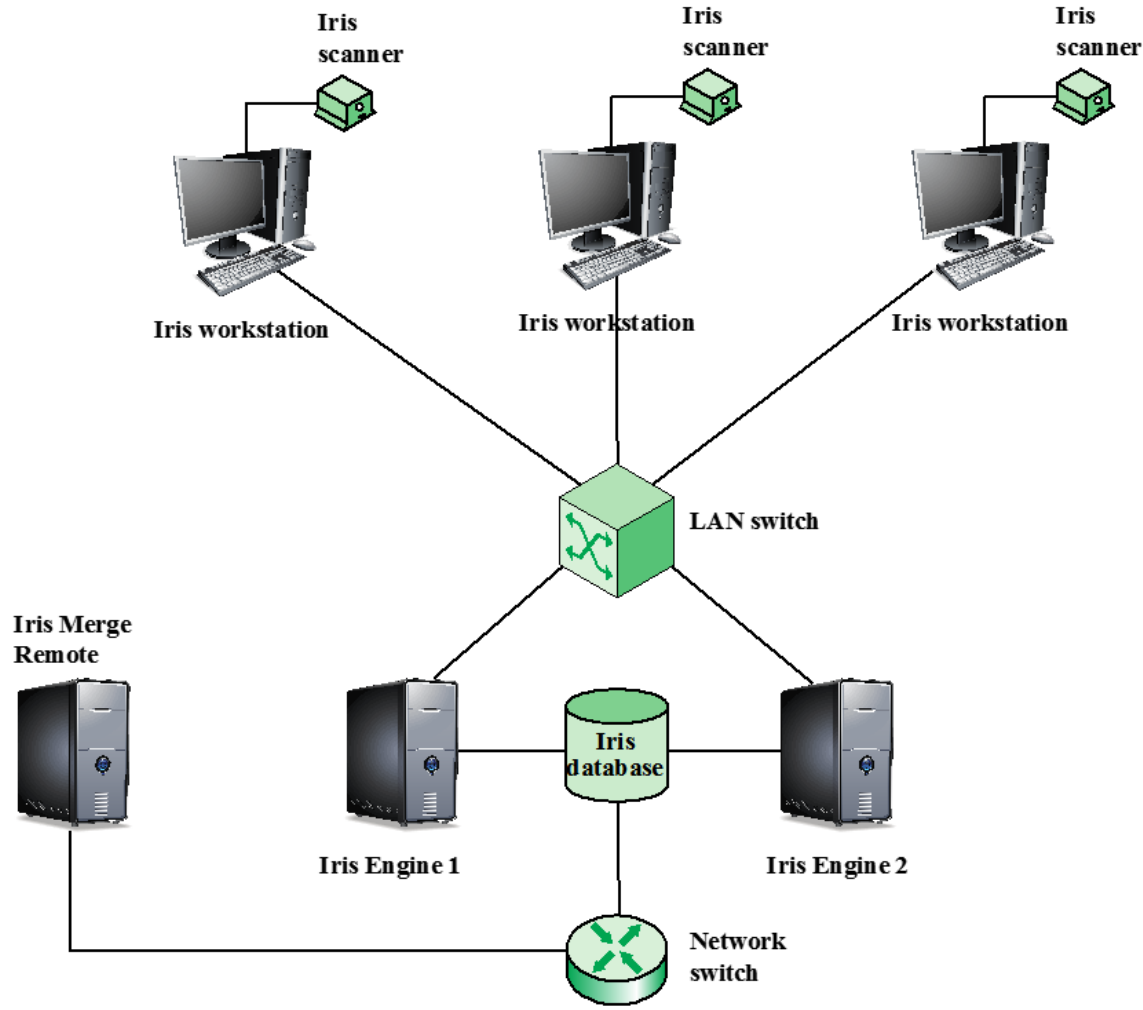 Iris
scanner
Iris
scanner
Iris
scanner
Iris workstation
Iris workstation
Iris workstation
LAN switch
Iris Merge
Remote
Iris
database
Iris Engine 1
Iris Engine 2
Network
switch